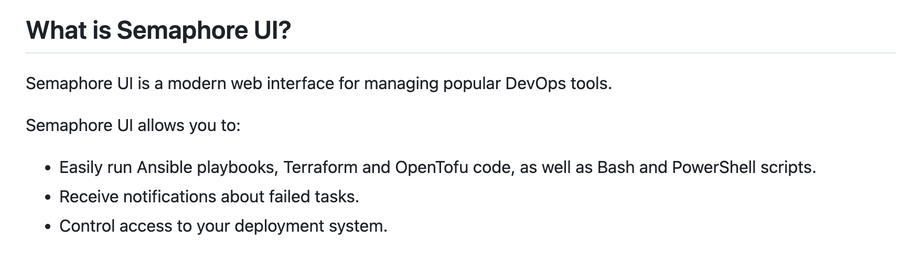 What is Semaphore UI?
Semaphore UI is a modern web interface for managing popular DevOps tools.
Semaphore UI allows you to:
• Easily run Ansible playbooks, Terraform and OpenTofu code, as well as Bash and PowerShell scripts.
• Receive notifications about failed tasks.
• Control access to your deployment system.